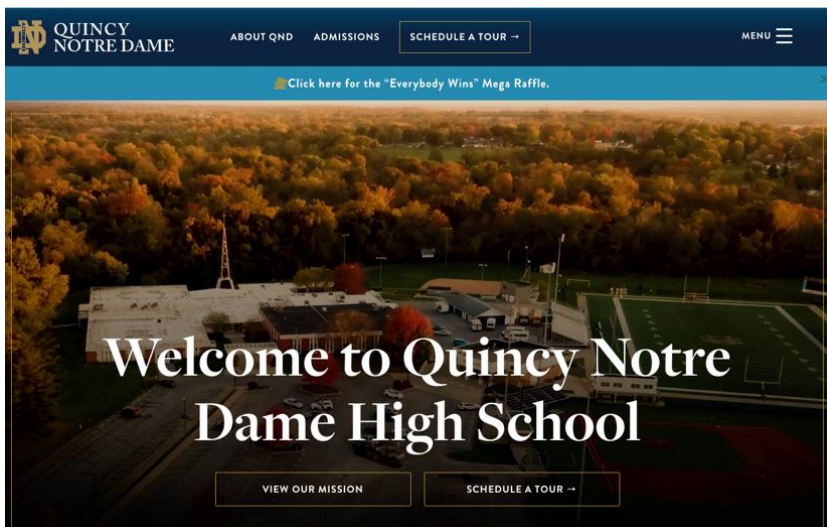 QUINCY
NOTRE DAME
ABOUT QND
ADMISSIONS
SCHEDULE A TOUR →
MENU
Click here for the “Everybody Wins” Mega Raffle.
Welcome to Quincy Notre
Dame High School
VIEW OUR MISSION
SCHEDULE A TOUR →